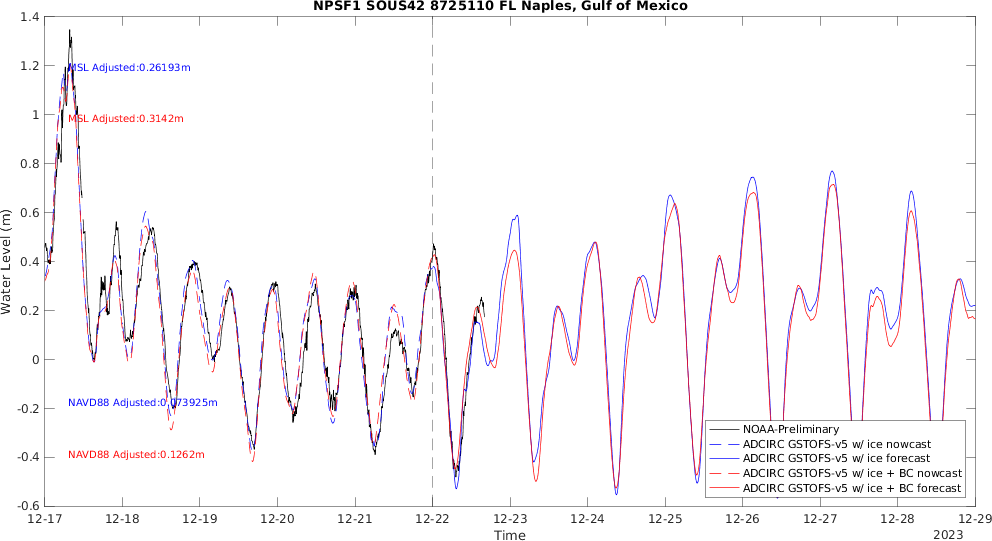 NPSF1 SOUS42 8725110 FL Naples, Gulf of Mexico
1.4
1.2
1
0.8
0.6
0.4
0.2
0
-0.2
-0.4
-0.6
Water Level (m)
MSL Adjusted:0.26193m
MSL Adjusted:0.3142m
NAVD88 Adjusted:0.073925m
NAVD88 Adjusted:0.1262m
NOAA-Preliminary
ADCIRC GSTOFS-v5 w/ ice nowcast
ADCIRC GSTOFS-v5 w/ ice forecast
ADCIRC GSTOFS-v5 w/ ice + BC nowcast
ADCIRC GSTOFS-v5 w/ ice + BC forecast
12-17 12-18 12-19 12-20 12-21 12-22 12-23 12-24 12-25 12-26 12-27 12-28 12-29
Time
2023